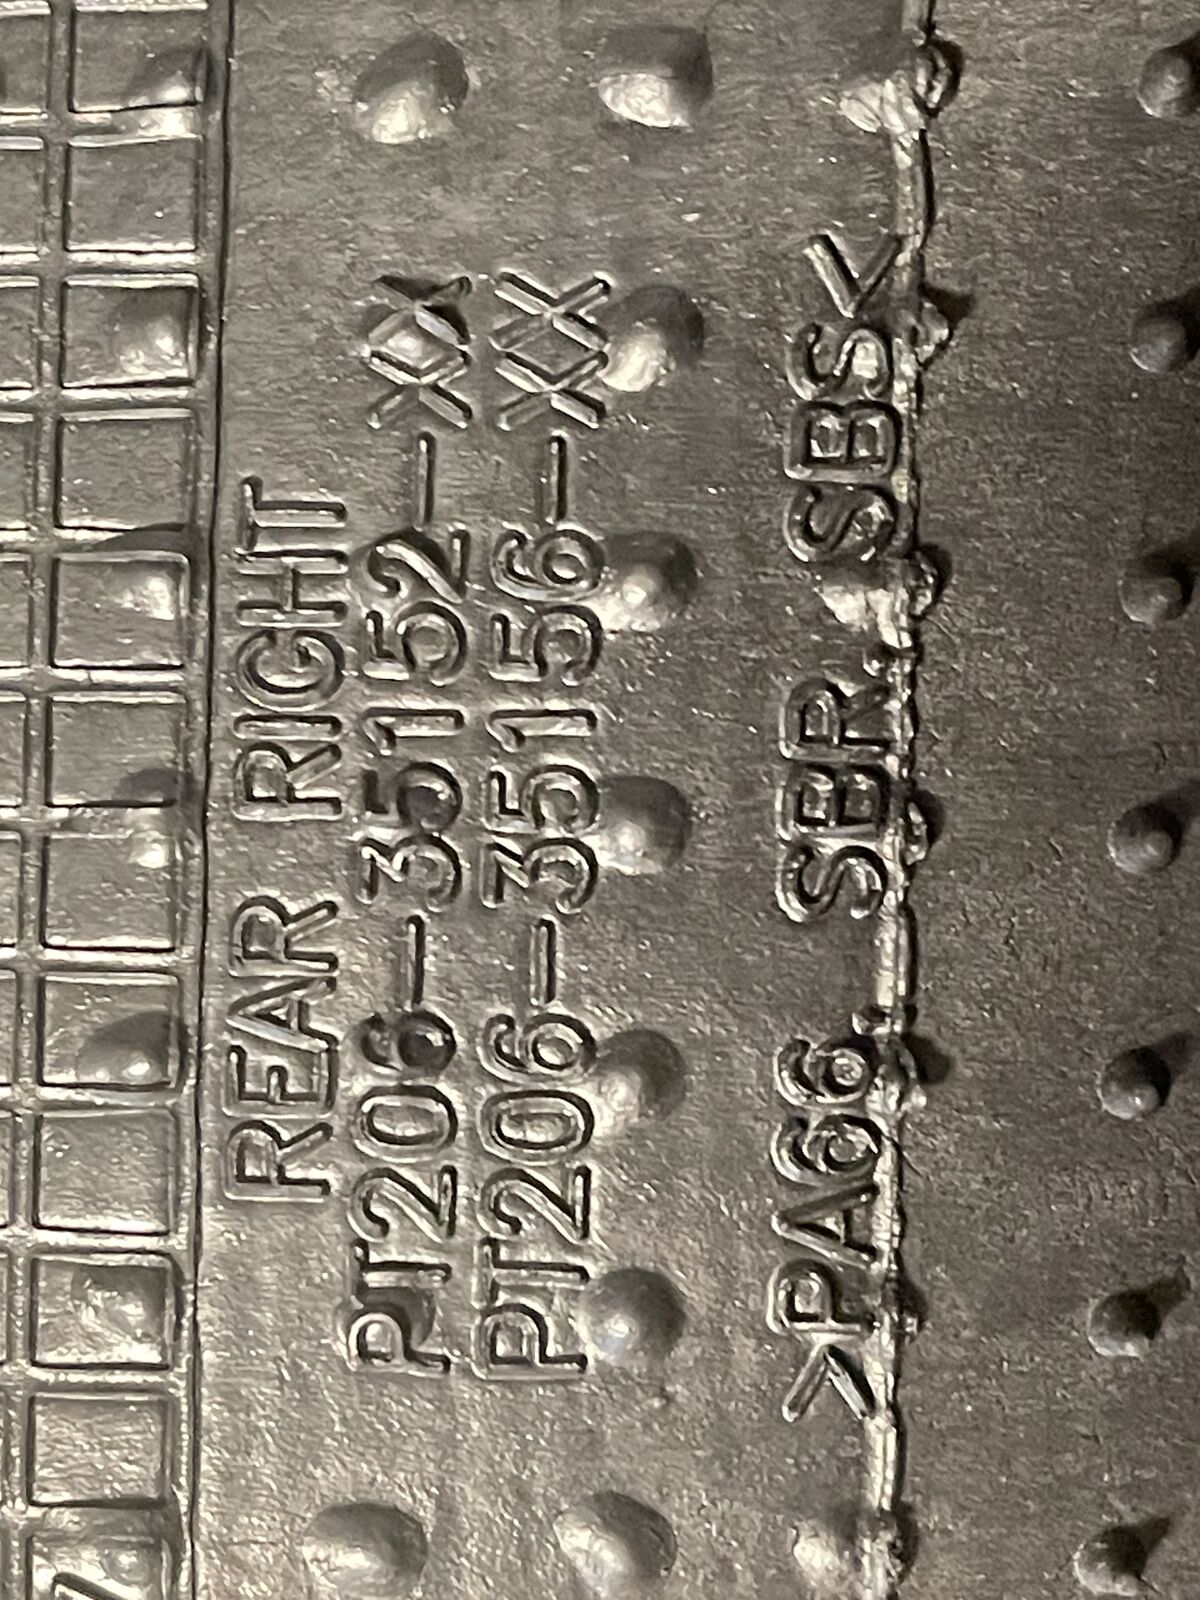 REAR RIGHT
PT206-35152-XX
PT206-35156-XX
>PA66, SBR, SBS<